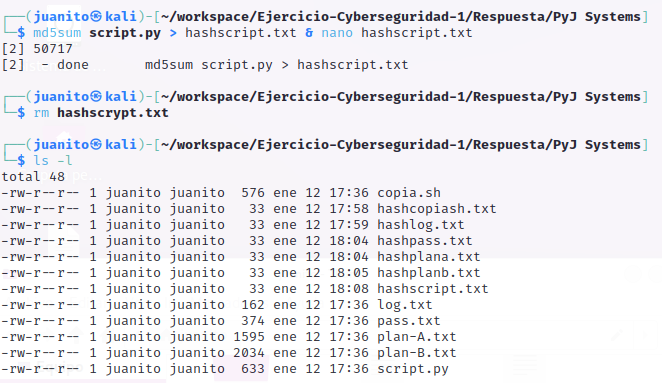 ┌──(juanito㉿kali)-[~/workspace/Ejercicio-Cyberseguridad-1/Respuesta/PyJ Systems]
└─$ md5sum script.py > hashscript.txt & nano hashscript.txt
[2] 50717
[2]  - done       md5sum script.py > hashscript.txt
┌──(juanito㉿kali)-[~/workspace/Ejercicio-Cyberseguridad-1/Respuesta/PyJ Systems]
└─$ rm hashscrypt.txt
┌──(juanito㉿kali)-[~/workspace/Ejercicio-Cyberseguridad-1/Respuesta/PyJ Systems]
└─$ ls -l
total 48
-rw-r--r-- 1 juanito juanito  576 ene 12 17:36 copia.sh
-rw-r--r-- 1 juanito juanito   33 ene 12 17:58 hashcopiash.txt
-rw-r--r-- 1 juanito juanito   33 ene 12 17:59 hashlog.txt
-rw-r--r-- 1 juanito juanito   33 ene 12 18:04 hashpass.txt
-rw-r--r-- 1 juanito juanito   33 ene 12 18:04 hashplana.txt
-rw-r--r-- 1 juanito juanito   33 ene 12 18:05 hashplanb.txt
-rw-r--r-- 1 juanito juanito   33 ene 12 18:08 hashscript.txt
-rw-r--r-- 1 juanito juanito  162 ene 12 17:36 log.txt
-rw-r--r-- 1 juanito juanito  374 ene 12 17:36 pass.txt
-rw-r--r-- 1 juanito juanito 1595 ene 12 17:36 plan-A.txt
-rw-r--r-- 1 juanito juanito 2034 ene 12 17:36 plan-B.txt
-rw-r--r-- 1 juanito juanito  633 ene 12 17:36 script.py